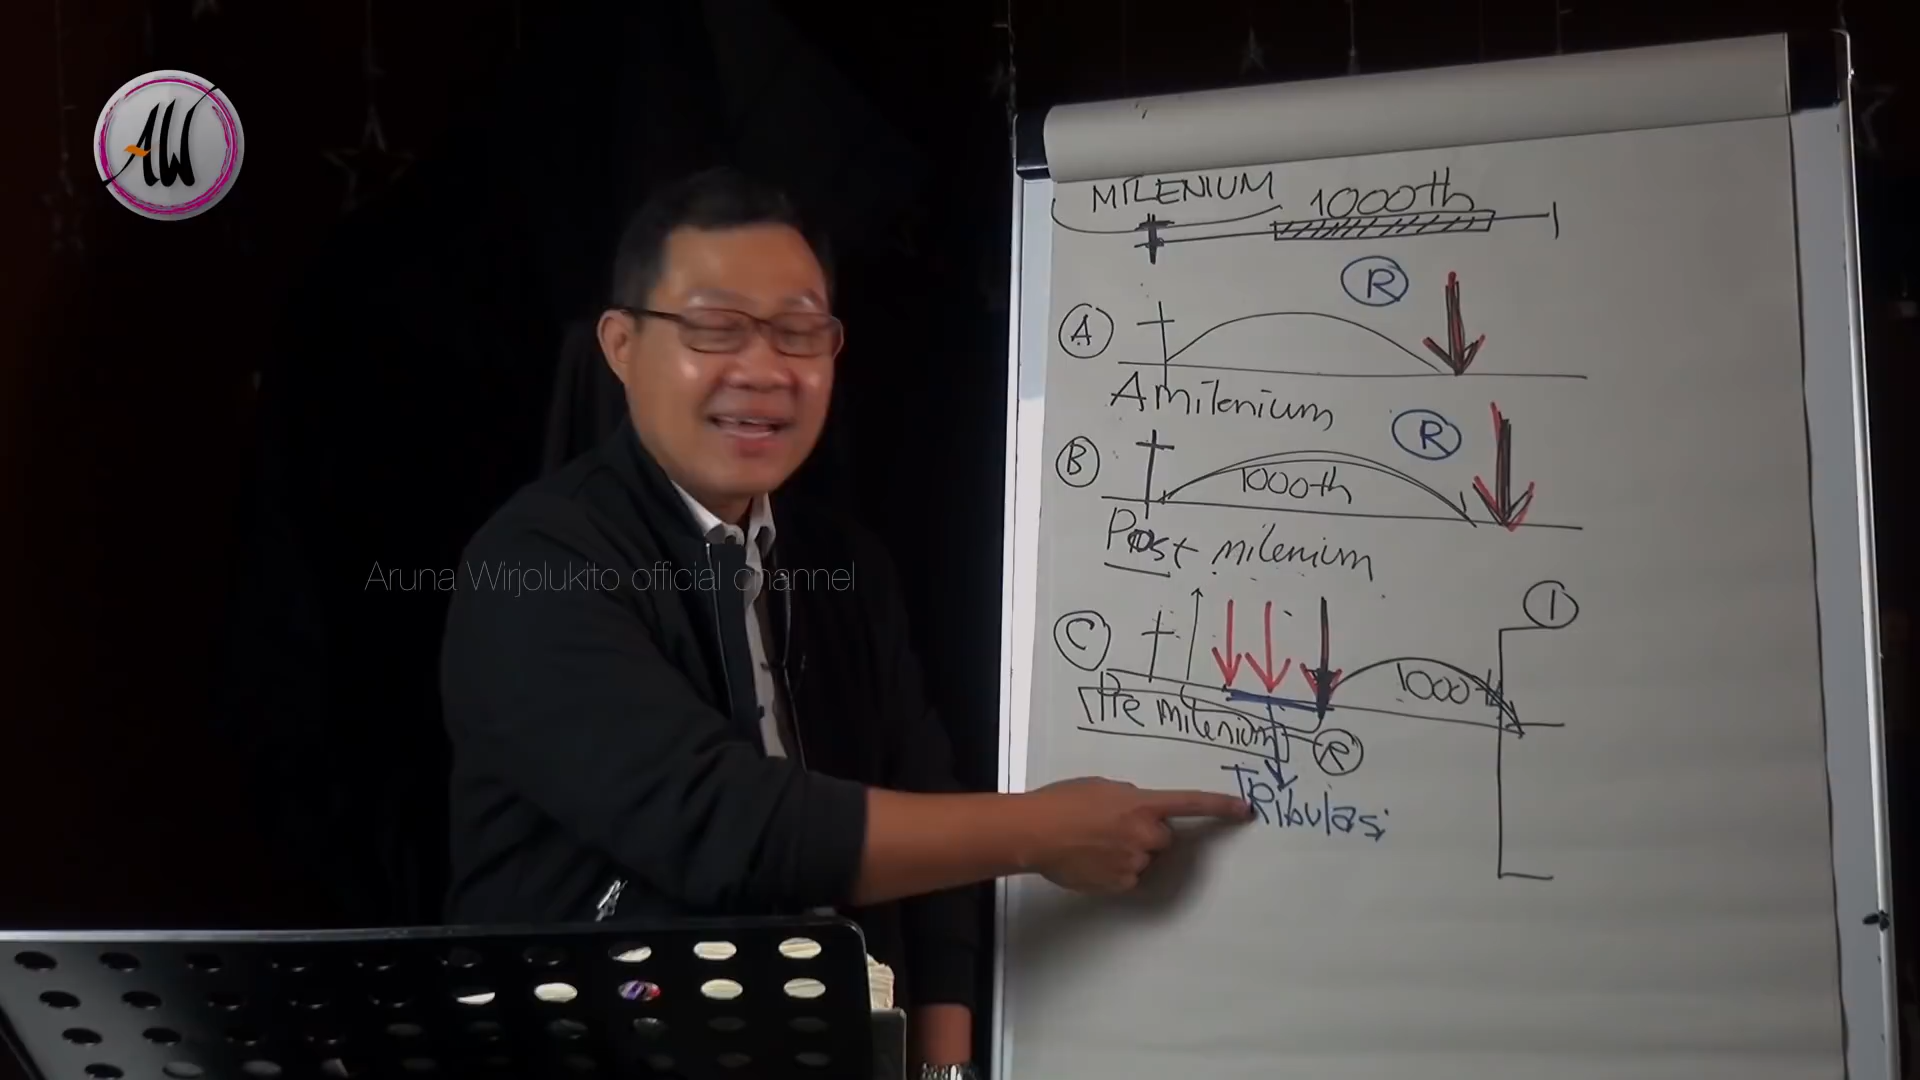 AW
MILENIUM
1000th
R
A
Amilenium
R
B
1000th
Post milenium
Aruna Wirjolukito official channel
1
C
1000th
Pre milenium
R
Tribulasi